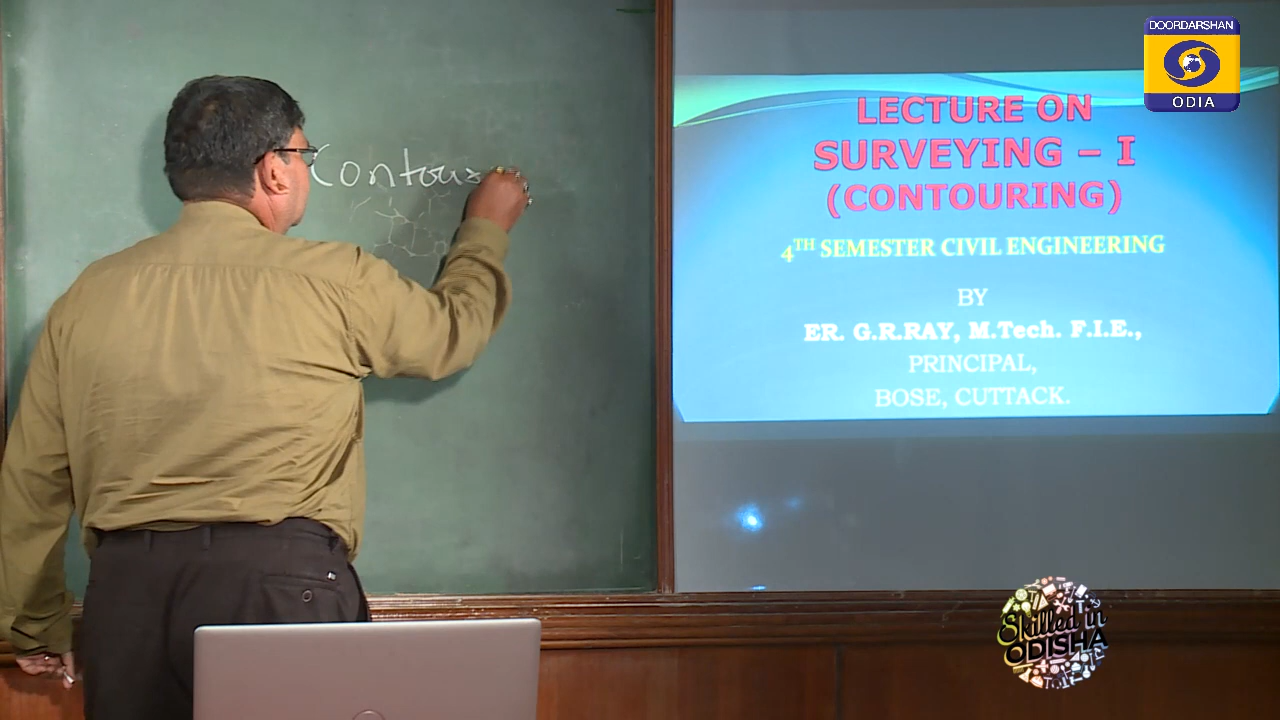 Contour
LECTURE ON
SURVEYING – I
(CONTOURING)
4TH SEMESTER CIVIL ENGINEERING
BY
ER. G.R.RAY, M.Tech. F.I.E.,
PRINCIPAL,
BOSE, CUTTACK.
DOORDARSHAN
ODIA
Skilled in
ODISHA